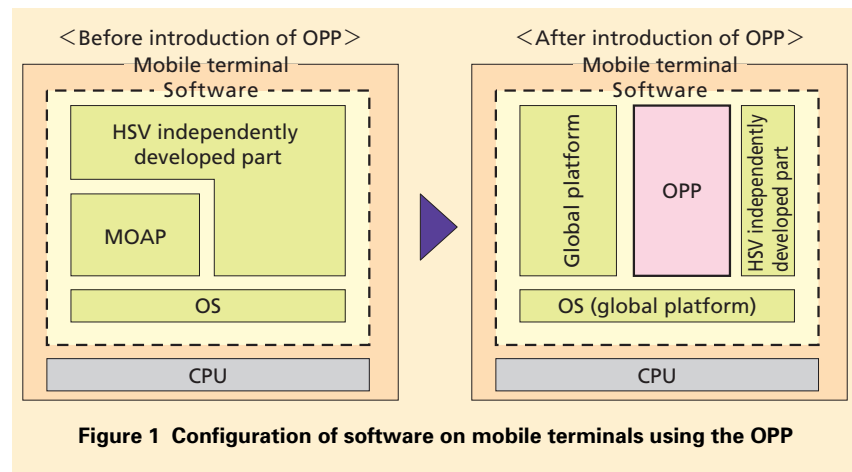 ＜Before introduction of OPP＞
Mobile terminal
Software
HSV independently
developed part
MOAP
OS
CPU
＜After introduction of OPP＞
Mobile terminal
Software
Global platform
OPP
HSV independently
developed part
OS (global platform)
CPU
Figure 1 Configuration of software on mobile terminals using the OPP